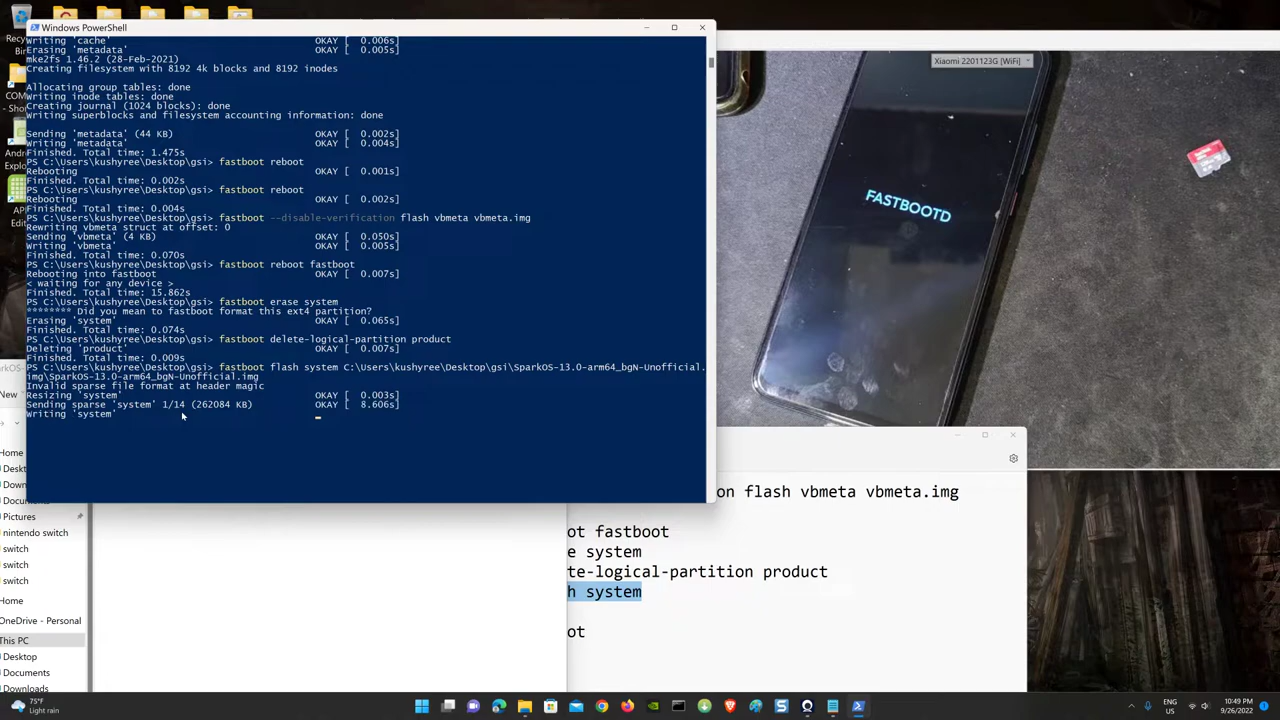 Windows PowerShell
Writing 'cache' OKAY [ 0.006s]
Erasing 'metadata' OKAY [ 0.005s]
mke2fs 1.46.2 (28-Feb-2021)
Creating filesystem with 8192 4k blocks and 8192 inodes
Allocating group tables: done
Writing inode tables: done
Creating journal (1024 blocks): done
Writing superblocks and filesystem accounting information: done
Sending 'metadata' (44 KB) OKAY [ 0.002s]
Writing 'metadata' OKAY [ 0.004s]
Finished. Total time: 1.475s
PS C:\Users\kushyree\Desktop\gsi> fastboot reboot
Rebooting OKAY [ 0.001s]
Finished. Total time: 0.002s
PS C:\Users\kushyree\Desktop\gsi> fastboot reboot
Rebooting OKAY [ 0.002s]
Finished. Total time: 0.004s
PS C:\Users\kushyree\Desktop\gsi> fastboot --disable-verification flash vbmeta vbmeta.img
Rewriting vbmeta struct at offset: 0
Sending 'vbmeta' (4 KB) OKAY [ 0.050s]
Writing 'vbmeta' OKAY [ 0.005s]
Finished. Total time: 0.070s
PS C:\Users\kushyree\Desktop\gsi> fastboot reboot fastboot
Rebooting into fastboot OKAY [ 0.007s]
< waiting for any device >
Finished. Total time: 15.862s
PS C:\Users\kushyree\Desktop\gsi> fastboot erase system
******** Did you mean to fastboot format this ext4 partition?
Erasing 'system' OKAY [ 0.065s]
Finished. Total time: 0.074s
PS C:\Users\kushyree\Desktop\gsi> fastboot delete-logical-partition product
Deleting 'product' OKAY [ 0.007s]
Finished. Total time: 0.009s
PS C:\Users\kushyree\Desktop\gsi> fastboot flash system C:\Users\kushyree\Desktop\gsi\SparkOS-13.0-arm64_bgN-Unofficial.
img\SparkOS-13.0-arm64_bgN-Unofficial.img
Invalid sparse file format at header magic
Resizing 'system' OKAY [ 0.003s]
Sending sparse 'system' 1/14 (262084 KB) OKAY [ 8.606s]
Writing 'system'
Xiaomi 2201123G [WiFi]
FASTBOOTD
on flash vbmeta vbmeta.img
ot fastboot
e system
te-logical-partition product
h system
ot
New
Home
Desktop
Pictures
nintendo switch
switch
switch
switch
Home
OneDrive - Personal
This PC
Desktop
Documents
Downloads
75°F
Light rain
ENG
US
10:49 PM
9/26/2022